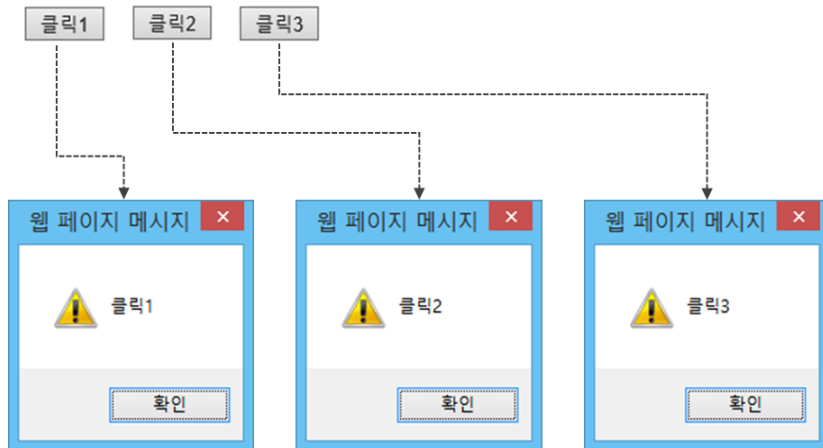 클릭1 클릭2 클릭3
웹 페이지 메시지 × 웹 페이지 메시지 × 웹 페이지 메시지 ×
클릭1 클릭2 클릭3
확인 확인 확인